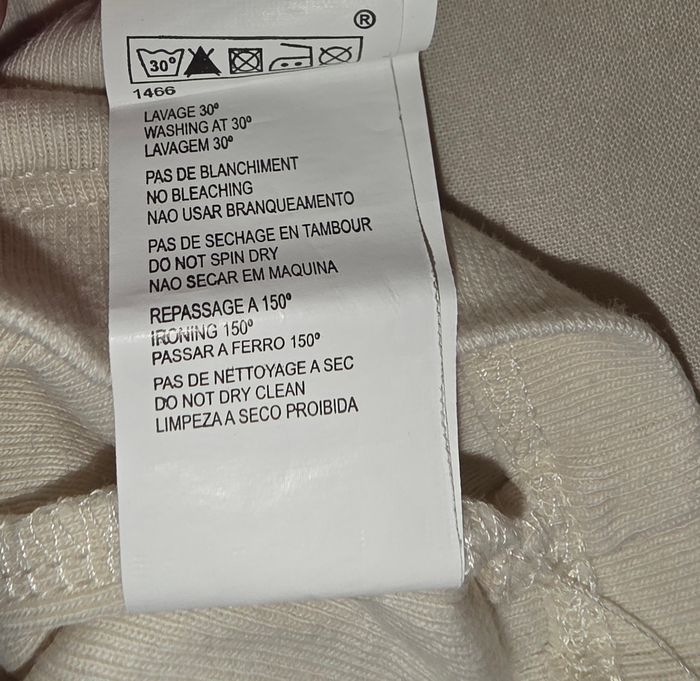 ®
30°
1466
LAVAGE 30°
WASHING AT 30°
LAVAGEM 30°
PAS DE BLANCHIMENT
NO BLEACHING
NAO USAR BRANQUEAMENTO
PAS DE SECHAGE EN TAMBOUR
DO NOT SPIN DRY
NAO SECAR EM MAQUINA
REPASSAGE A 150°
IRONING 150°
PASSAR A FERRO 150°
PAS DE NETTOYAGE A SEC
DO NOT DRY CLEAN
LIMPEZA A SECO PROIBIDA